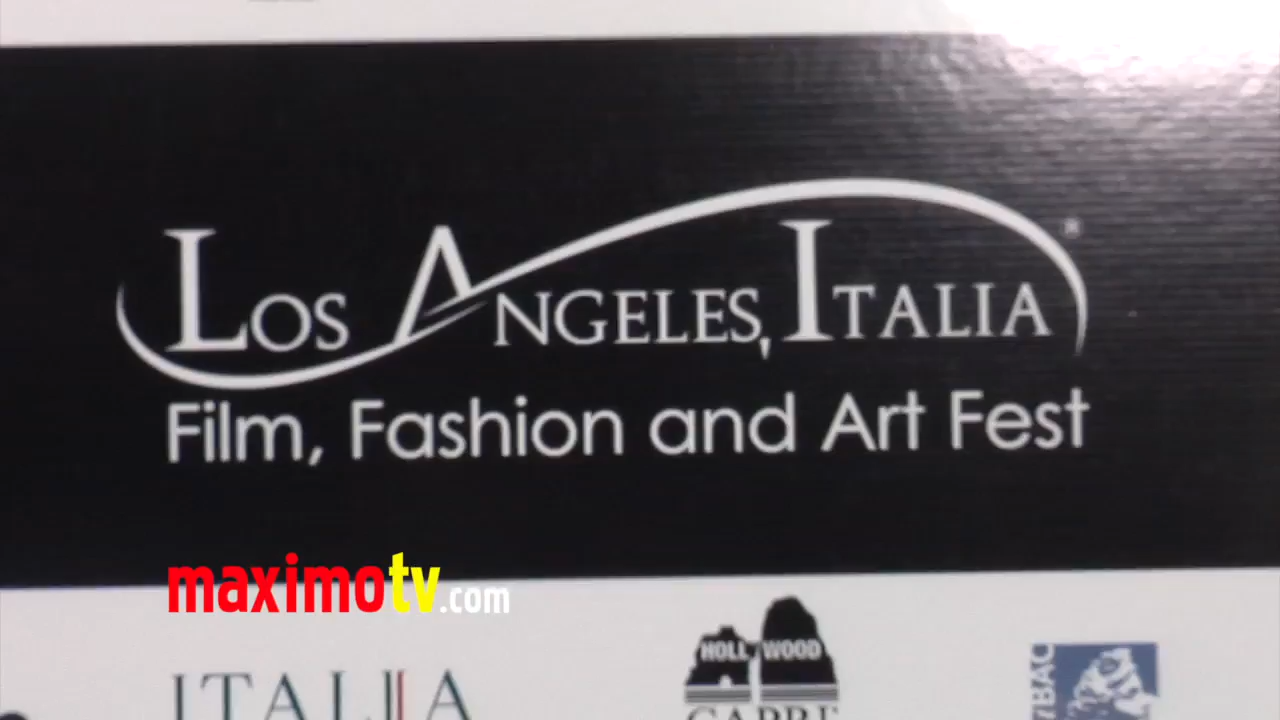 Los Angeles, Italia
Film, Fashion and Art Fest
maximotv.com
ITALIA
HOLLYWOOD